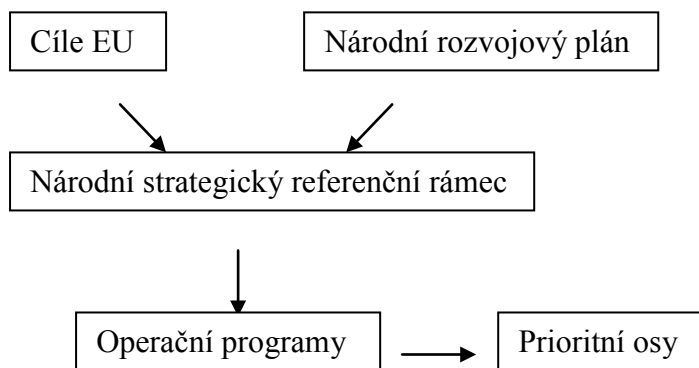 Cíle EU
Národní rozvojový plán
Národní strategický referenční rámec
Operační programy
Prioritní osy